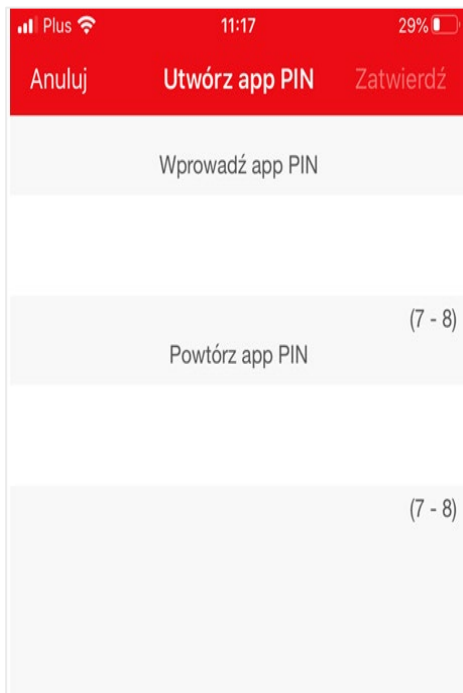 Plus 11:17 29%
Anuluj Utwórz app PIN Zatwierdź
Wprowadź app PIN
(7 - 8)
Powtórz app PIN
(7 - 8)